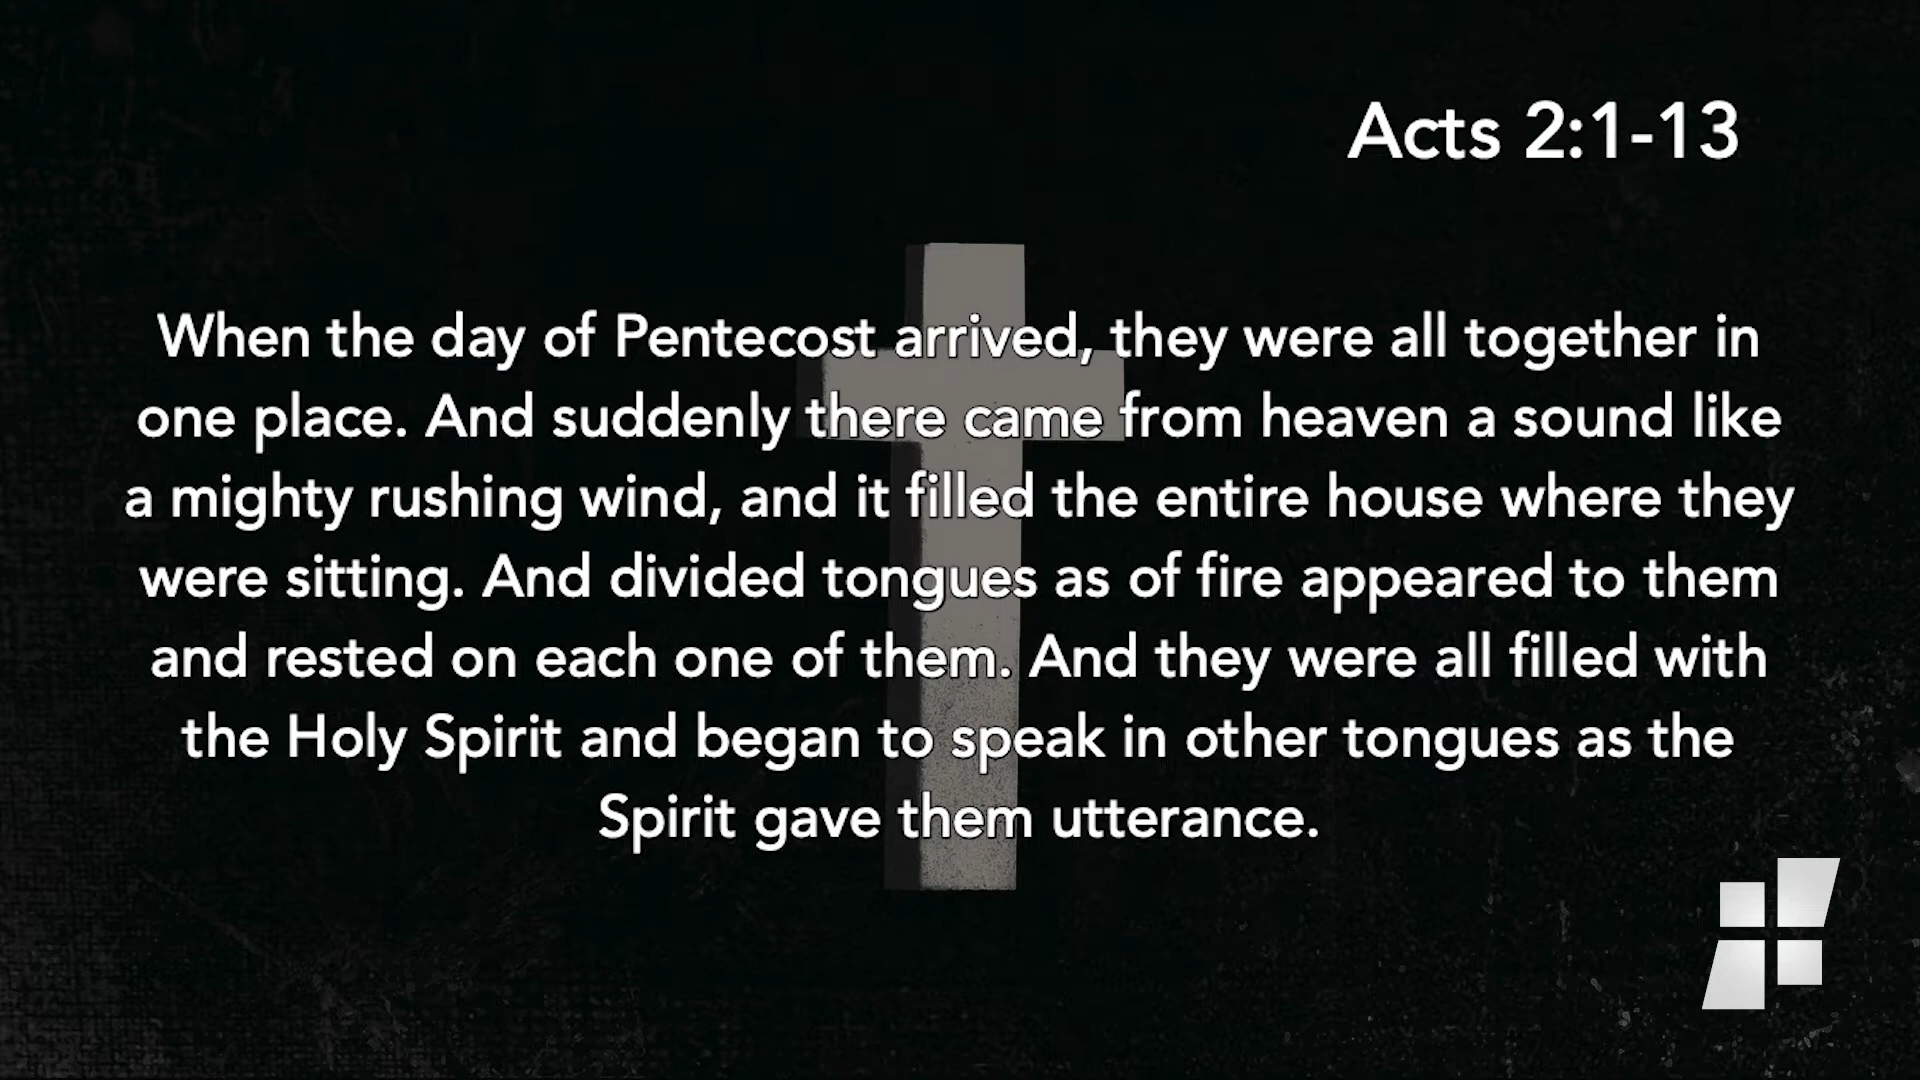 Acts 2:1-13
When the day of Pentecost arrived, they were all together in
one place. And suddenly there came from heaven a sound like
a mighty rushing wind, and it filled the entire house where they
were sitting. And divided tongues as of fire appeared to them
and rested on each one of them. And they were all filled with
the Holy Spirit and began to speak in other tongues as the
Spirit gave them utterance.